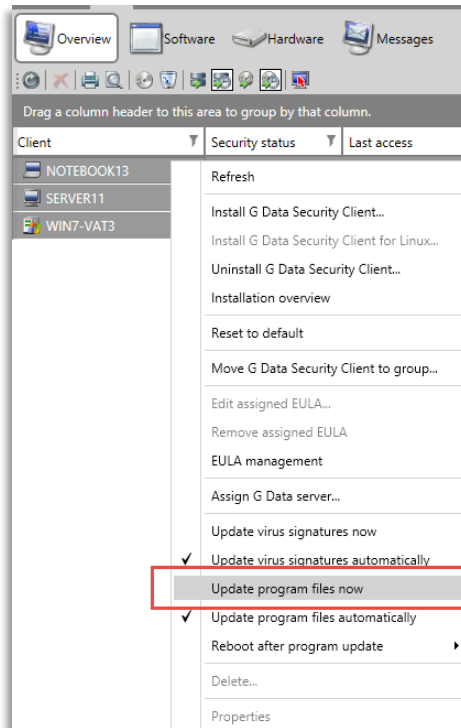 Overview Software Hardware Messages
Drag a column header to this area to group by that column.
Client Security status Last access
NOTEBOOK13
SERVER11
WIN7-VAT3
Refresh
Install G Data Security Client...
Install G Data Security Client for Linux...
Uninstall G Data Security Client...
Installation overview
Reset to default
Move G Data Security Client to group...
Edit assigned EULA...
Remove assigned EULA
EULA management
Assign G Data server...
Update virus signatures now
Update virus signatures automatically
Update program files now
Update program files automatically
Reboot after program update
Delete...
Properties